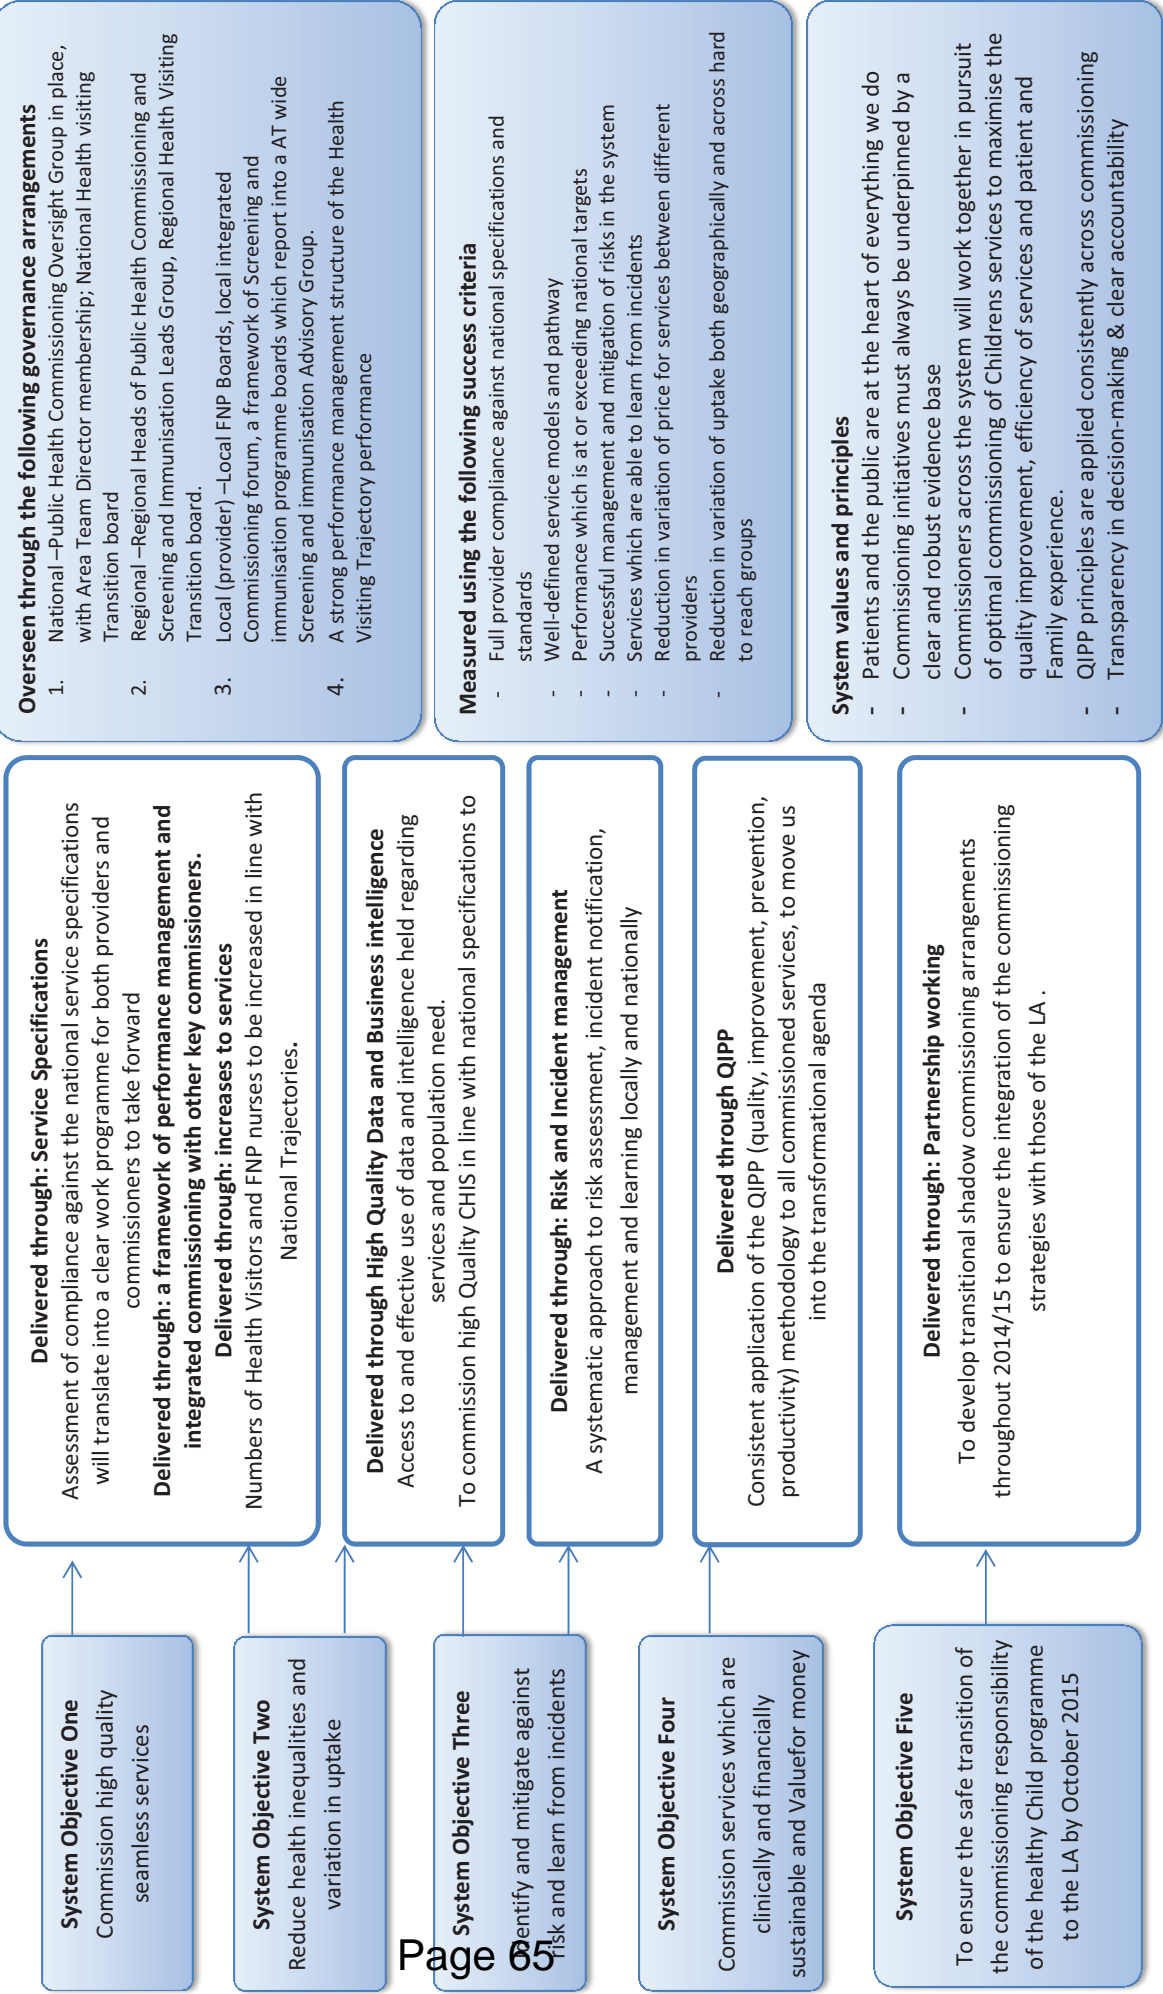 System Objective One
Commission high quality
seamless services
System Objective Two
Reduce health inequalities and
variation in uptake
System Objective Three
Identify and mitigate against
risk and learn from incidents
System Objective Four
Commission services which are
clinically and financially
sustainable and Valuefor money
System Objective Five
To ensure the safe transition of
the commissioning responsibility
of the healthy Child programme
to the LA by October 2015
Delivered through: Service Specifications
Assessment of compliance against the national service specifications
will translate into a clear work programme for both providers and
commissioners to take forward
Delivered through: a framework of performance management and
integrated commissioning with other key commissioners.
Delivered through: increases to services
Numbers of Health Visitors and FNP nurses to be increased in line with
National Trajectories.
Delivered through High Quality Data and Business intelligence
Access to and effective use of data and intelligence held regarding
services and population need.
To commission high Quality CHIS in line with national specifications to
Delivered through: Risk and Incident management
A systematic approach to risk assessment, incident notification,
management and learning locally and nationally
Delivered through QIPP
Consistent application of the QIPP (quality, improvement, prevention,
productivity) methodology to all commissioned services, to move us
into the transformational agenda
Delivered through: Partnership working
To develop transitional shadow commissioning arrangements
throughout 2014/15 to ensure the integration of the commissioning
strategies with those of the LA .
Overseen through the following governance arrangements
1. National –Public Health Commissioning Oversight Group in place,
with Area Team Director membership; National Health visiting
Transition board
2. Regional –Regional Heads of Public Health Commissioning and
Screening and Immunisation Leads Group, Regional Health Visiting
Transition board.
3. Local (provider) –Local FNP Boards, local integrated
Commissioning forum, a framework of Screening and
immunisation programme boards which report into a AT wide
Screening and immunisation Advisory Group.
4. A strong performance management structure of the Health
Visiting Trajectory performance
Measured using the following success criteria
- Full provider compliance against national specifications and
standards
- Well-defined service models and pathway
- Performance which is at or exceeding national targets
- Successful management and mitigation of risks in the system
- Services which are able to learn from incidents
- Reduction in variation of price for services between different
providers
- Reduction in variation of uptake both geographically and across hard
to reach groups
System values and principles
- Patients and the public are at the heart of everything we do
- Commissioning initiatives must always be underpinned by a
clear and robust evidence base
- Commissioners across the system will work together in pursuit
of optimal commissioning of Childrens services to maximise the
quality improvement, efficiency of services and patient and
Family experience.
- QIPP principles are applied consistently across commissioning
- Transparency in decision-making & clear accountability
Page 65